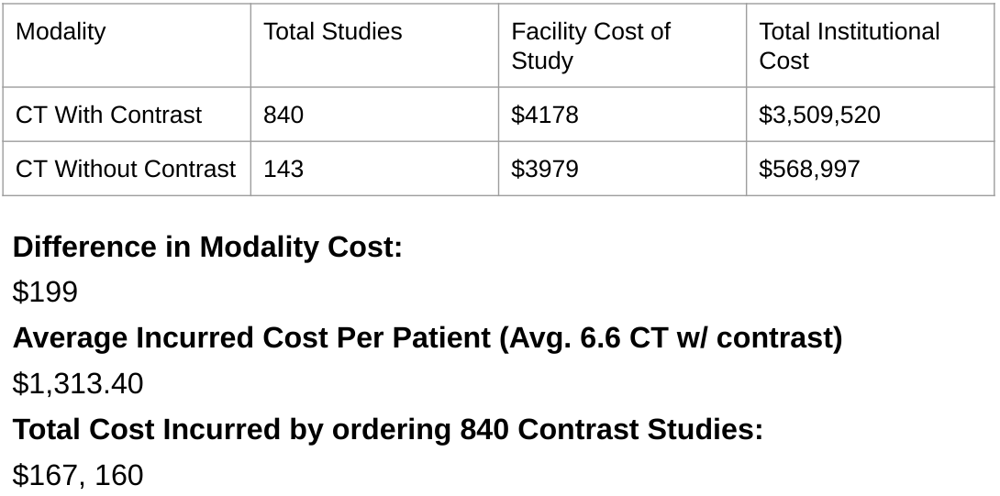 Modality Total Studies Facility Cost of Study Total Institutional Cost
CT With Contrast 840 $4178 $3,509,520
CT Without Contrast 143 $3979 $568,997
Difference in Modality Cost:
$199
Average Incurred Cost Per Patient (Avg. 6.6 CT w/ contrast)
$1,313.40
Total Cost Incurred by ordering 840 Contrast Studies:
$167, 160